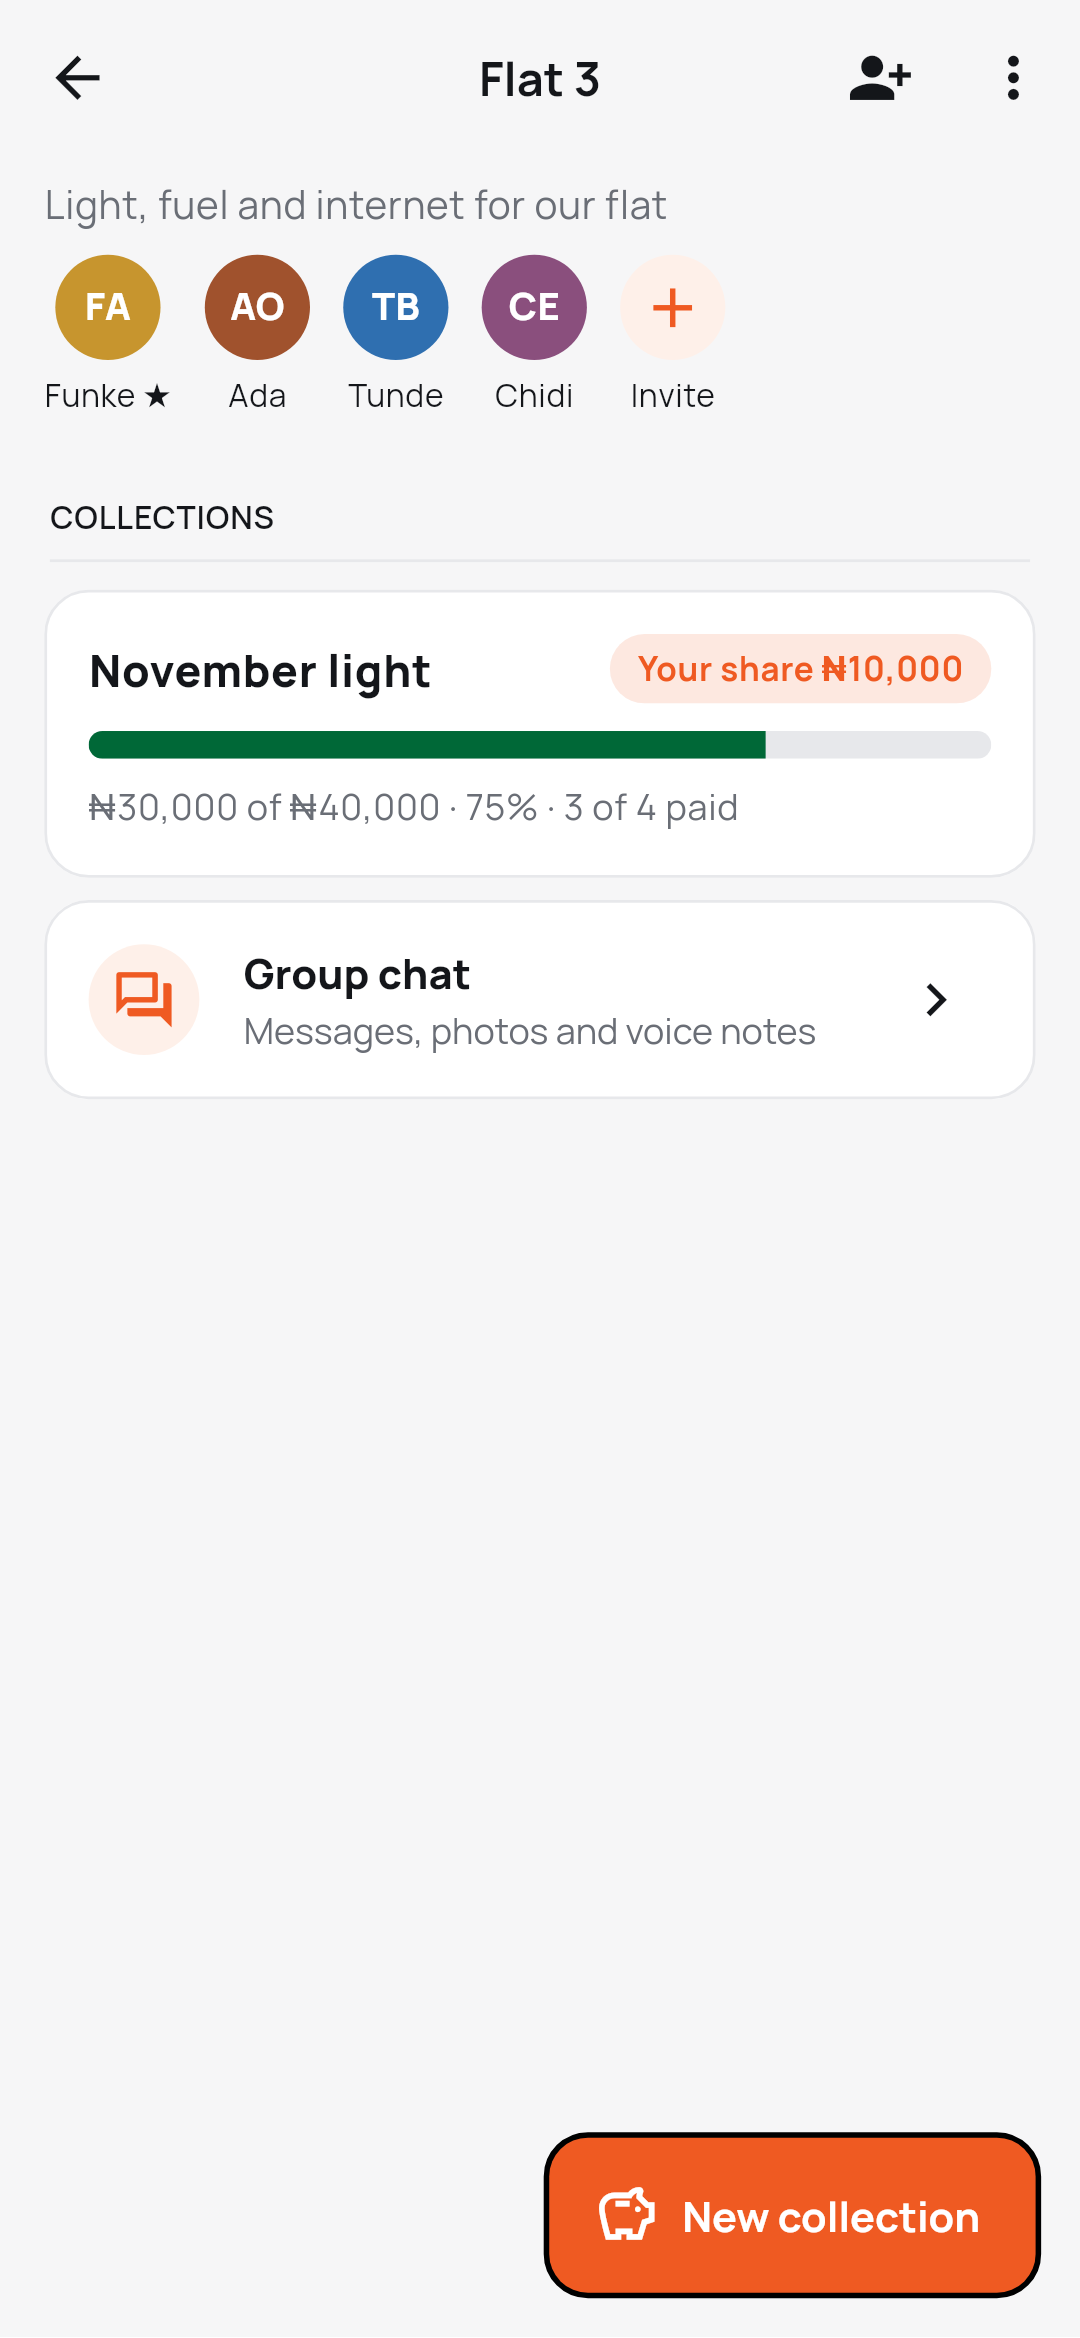 Flat 3
Light, fuel and internet for our flat
FA AO TB CE
Funke ★ Ada Tunde Chidi Invite
COLLECTIONS
November light Your share ₦10,000
₦30,000 of ₦40,000 · 75% · 3 of 4 paid
Group chat
Messages, photos and voice notes
New collection